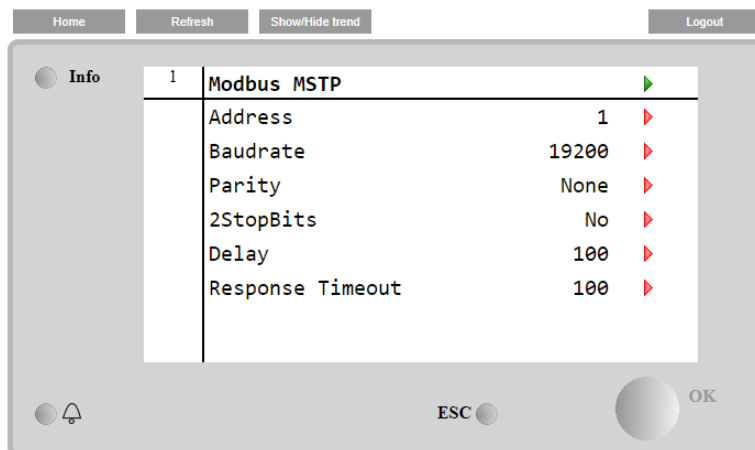 Home Refresh Show/Hide trend Logout
Info
1 Modbus MSTP
Address 1
Baudrate 19200
Parity None
2StopBits No
Delay 100
Response Timeout 100
ESC OK